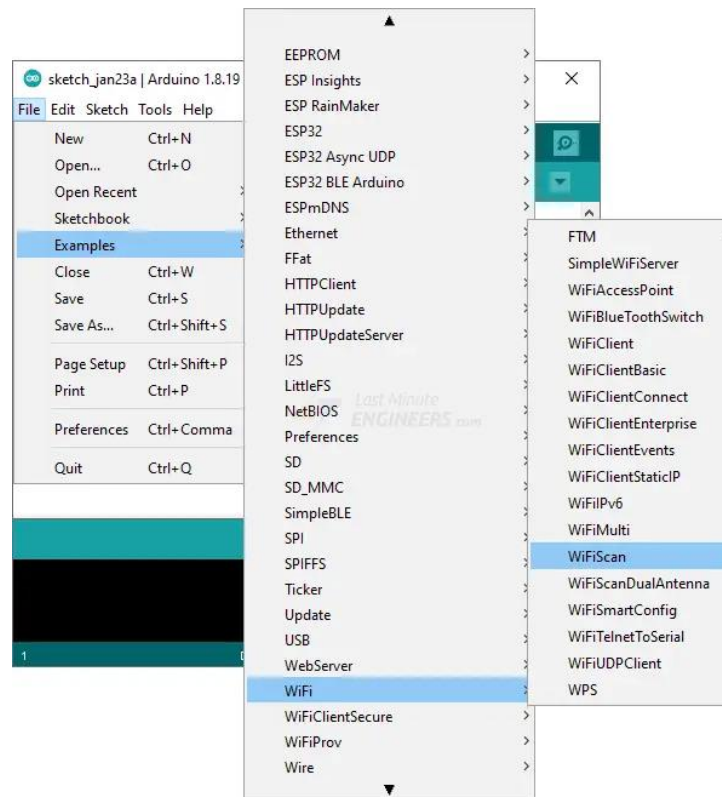 sketch_jan23a | Arduino 1.8.19
File Edit Sketch Tools Help
New Ctrl+N
Open... Ctrl+O
Open Recent
Sketchbook
Examples
Close Ctrl+W
Save Ctrl+S
Save As... Ctrl+Shift+S
Page Setup Ctrl+Shift+P
Print Ctrl+P
Preferences Ctrl+Comma
Quit Ctrl+Q
1
EEPROM
ESP Insights
ESP RainMaker
ESP32
ESP32 Async UDP
ESP32 BLE Arduino
ESPmDNS
Ethernet
FFat
HTTPClient
HTTPUpdate
HTTPUpdateServer
I2S
LittleFS
NetBIOS
Preferences
SD
SD_MMC
SimpleBLE
SPI
SPIFFS
Ticker
Update
USB
WebServer
WiFi
WiFiClientSecure
WiFiProv
Wire
Last Minute
ENGINEERS.com
FTM
SimpleWiFiServer
WiFiAccessPoint
WiFiBlueToothSwitch
WiFiClient
WiFiClientBasic
WiFiClientConnect
WiFiClientEnterprise
WiFiClientEvents
WiFiClientStaticIP
WiFiIPv6
WiFiMulti
WiFiScan
WiFiScanDualAntenna
WiFiSmartConfig
WiFiTelnetToSerial
WiFiUDPClient
WPS